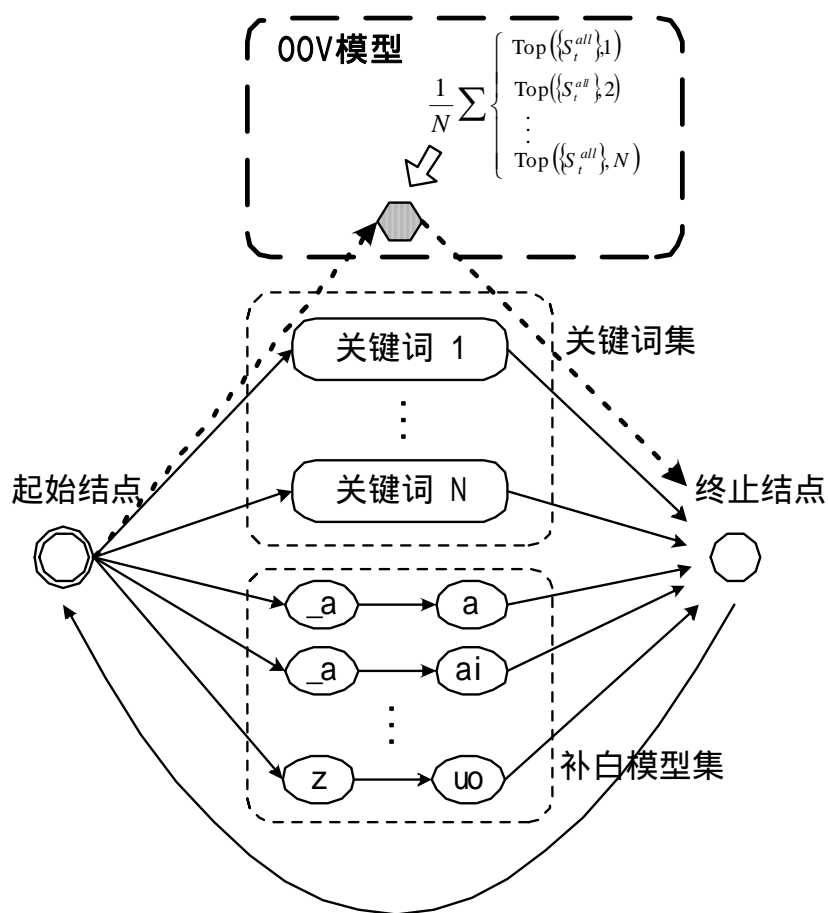 OOV模型
Top({S_t^{all}},1)
Top({S_t^{all}},2)
⋮
Top({S_t^{all}},N)
1/N ∑
关键词集
关键词 1
⋮
关键词 N
起始结点
终止结点
_a a
_a ai
⋮
z uo
补白模型集